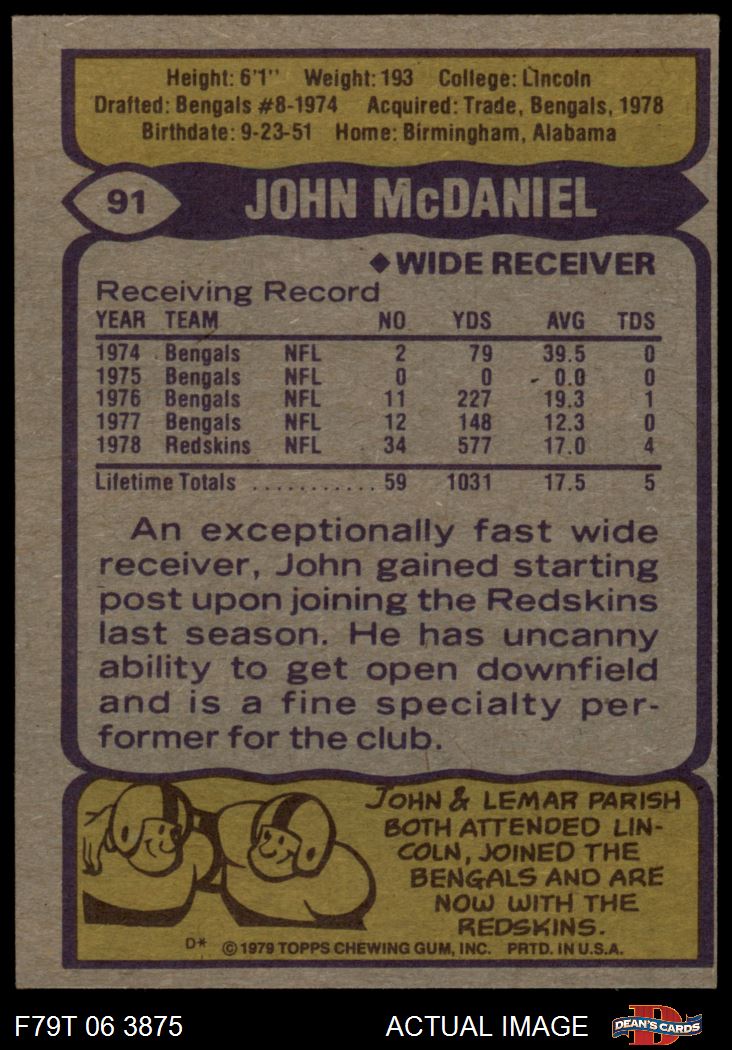 Height: 6'1" Weight: 193 College: Lincoln
Drafted: Bengals #8-1974 Acquired: Trade, Bengals, 1978
Birthdate: 9-23-51 Home: Birmingham, Alabama
91 JOHN McDANIEL
◆ WIDE RECEIVER
Receiving Record
YEAR TEAM NO YDS AVG TDS
1974 Bengals NFL 2 79 39.5 0
1975 Bengals NFL 0 0 0.0 0
1976 Bengals NFL 11 227 19.3 1
1977 Bengals NFL 12 148 12.3 0
1978 Redskins NFL 34 577 17.0 4
Lifetime Totals ........... 59 1031 17.5 5
An exceptionally fast wide
receiver, John gained starting
post upon joining the Redskins
last season. He has uncanny
ability to get open downfield
and is a fine specialty per-
former for the club.
JOHN & LEMAR PARISH
BOTH ATTENDED LIN-
COLN, JOINED THE
BENGALS AND ARE
NOW WITH THE
REDSKINS.
D* © 1979 TOPPS CHEWING GUM, INC. PRTD. IN U.S.A.
F79T 06 3875 ACTUAL IMAGE D DEAN'S CARDS